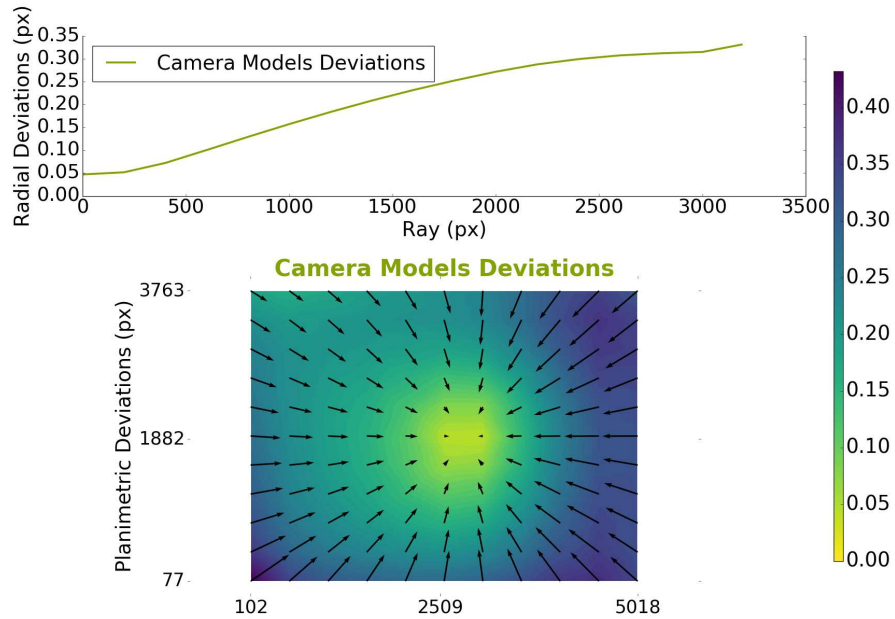 Radial Deviations (px)
0.35
0.30
0.25
0.20
0.15
0.10
0.05
0.00
Camera Models Deviations
0 500 1000 1500 2000 2500 3000 3500
Ray (px)
Camera Models Deviations
Planimetric Deviations (px)
3763
1882
77
102 2509 5018
0.40
0.35
0.30
0.25
0.20
0.15
0.10
0.05
0.00